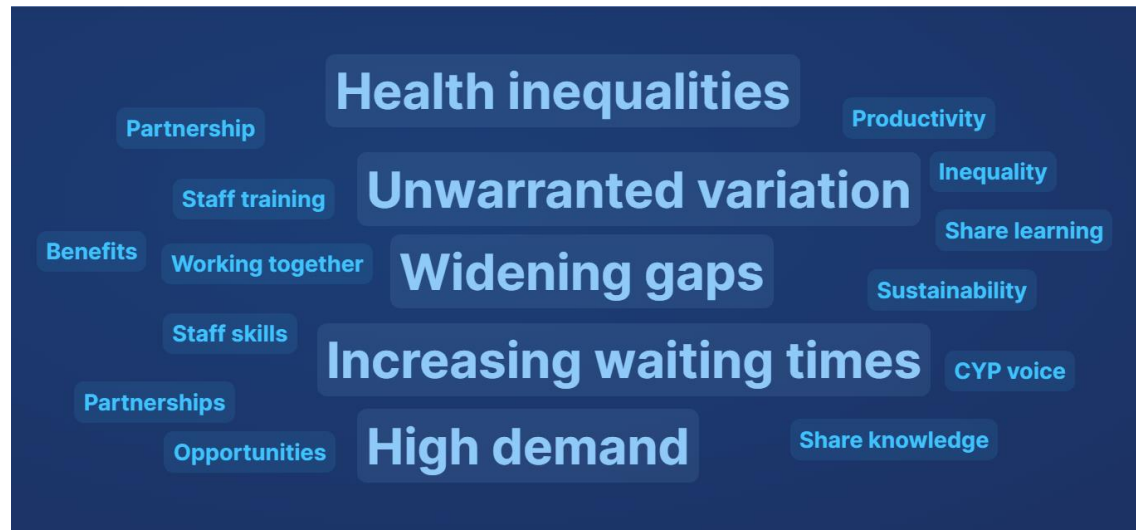 Health inequalities
Partnership
Productivity
Unwarranted variation
Inequality
Staff training
Share learning
Benefits
Working together
Widening gaps
Sustainability
Staff skills
Increasing waiting times
CYP voice
Partnerships
Opportunities
High demand
Share knowledge